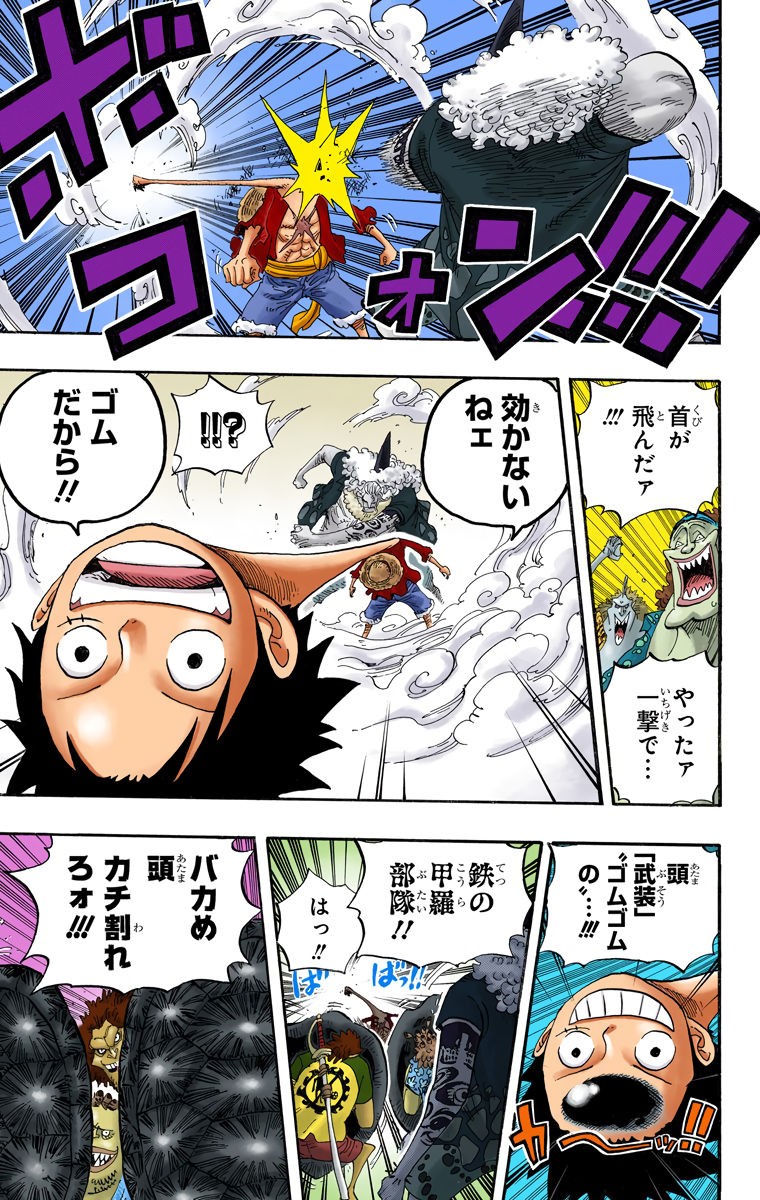 ボコォン!!!
首が
飛んだァ
!!!
やったァ
一撃で…
効かない
ねェ
!!?
ゴム
だから!!
頭
「武装」
“ゴムゴム
の”…!!!
カ〜〜ッ!!
鉄の
甲羅
部隊
!!
はっ!!
ばばっ!!
バカめ
頭
カチ割れ
ろォ!!!